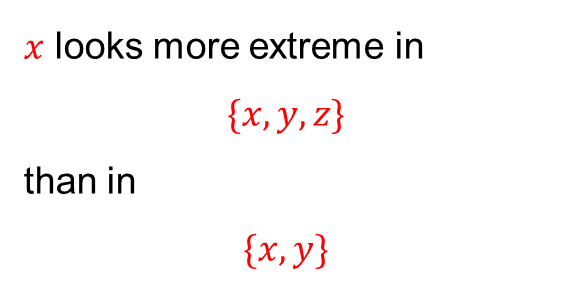 x looks more extreme in
{x, y, z}
than in
{x, y}